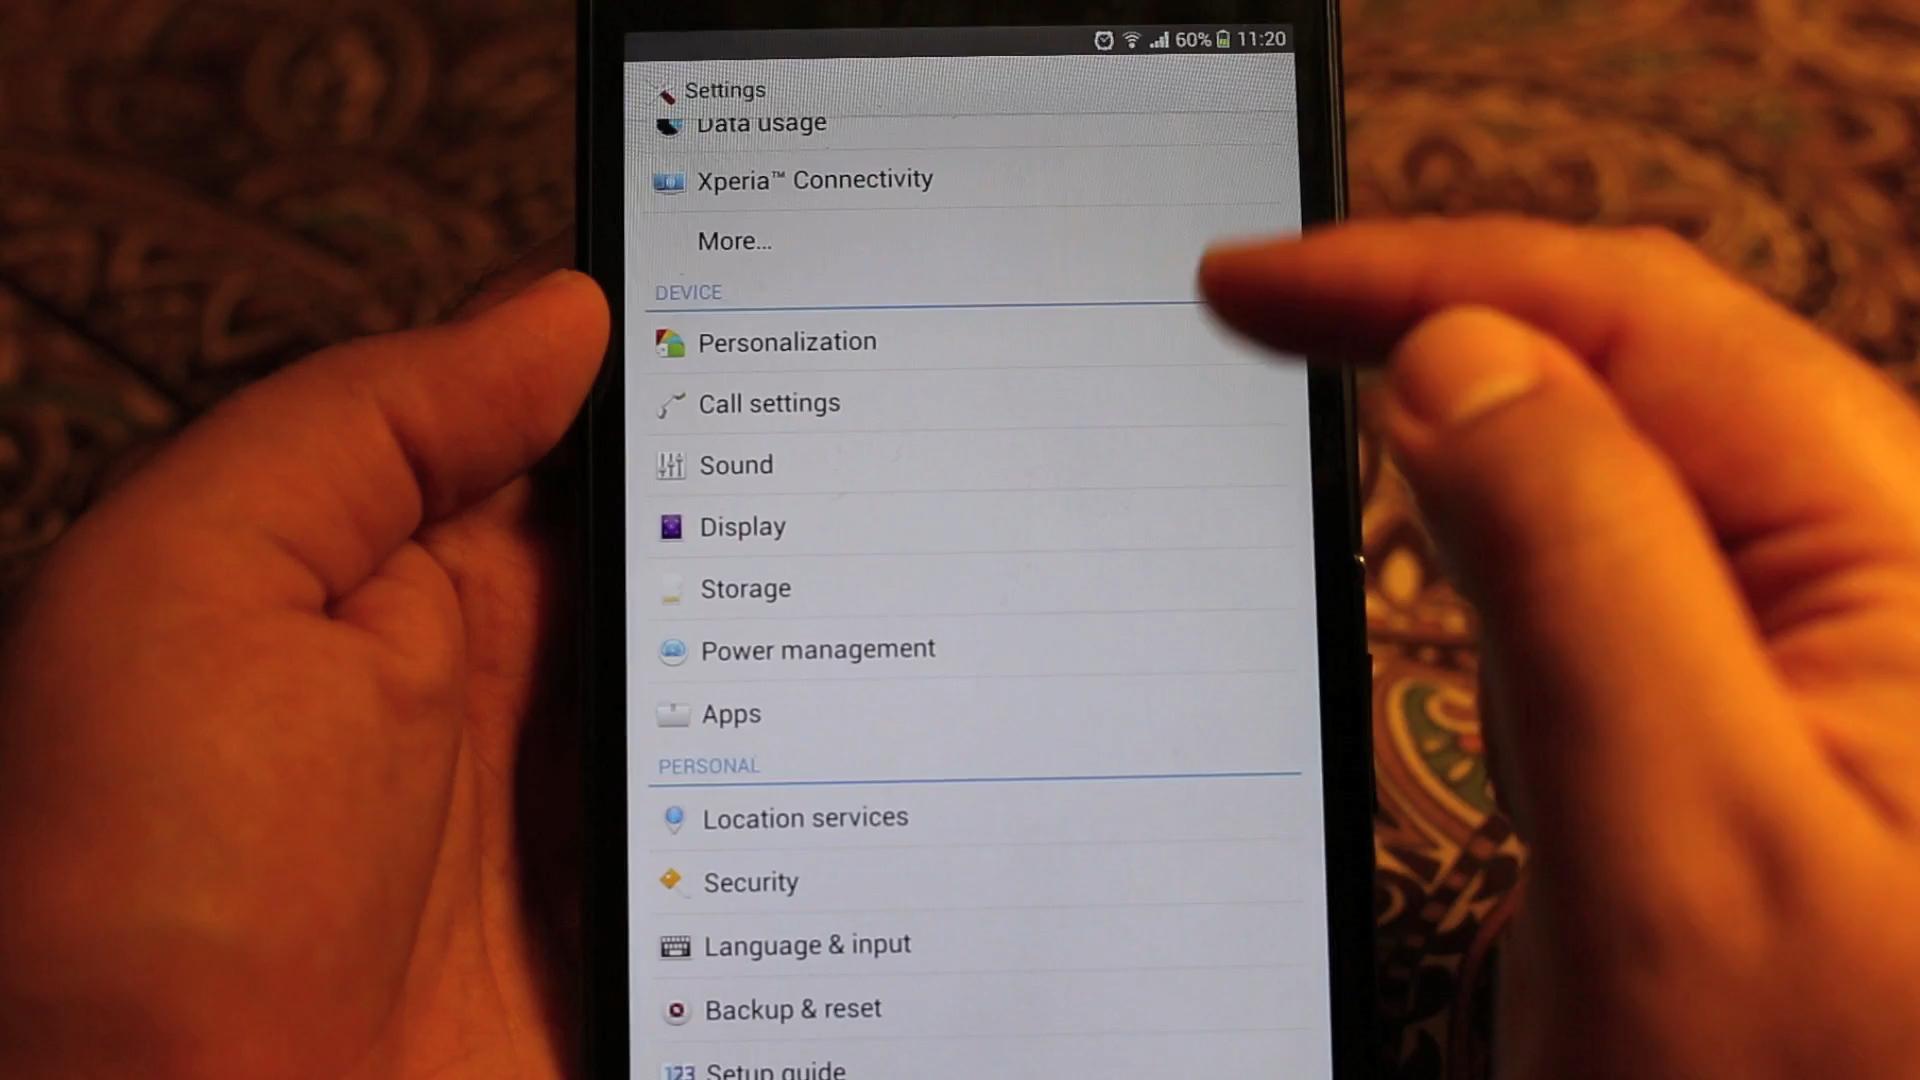 60% 11:20
Settings
Data usage
Xperia™ Connectivity
More...
DEVICE
Personalization
Call settings
Sound
Display
Storage
Power management
Apps
PERSONAL
Location services
Security
Language & input
Backup & reset
123 Setup guide